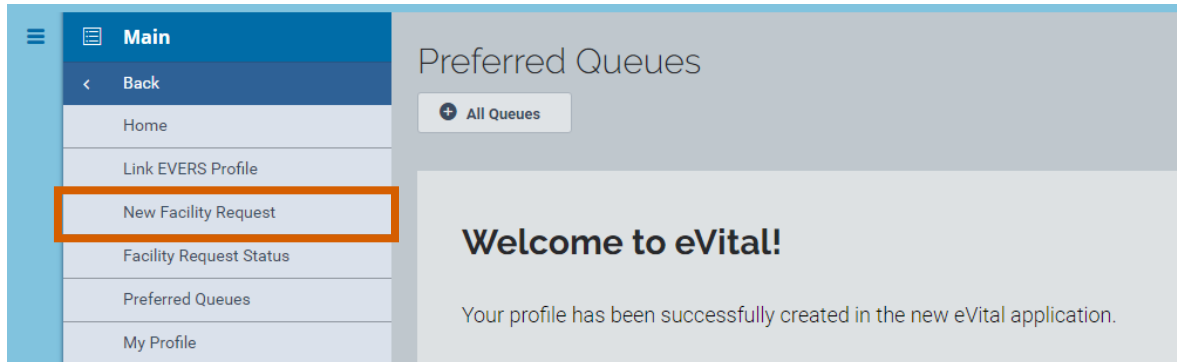 Main
Back
Home
Link EVERS Profile
New Facility Request
Facility Request Status
Preferred Queues
My Profile
Preferred Queues
All Queues
Welcome to eVital!
Your profile has been successfully created in the new eVital application.